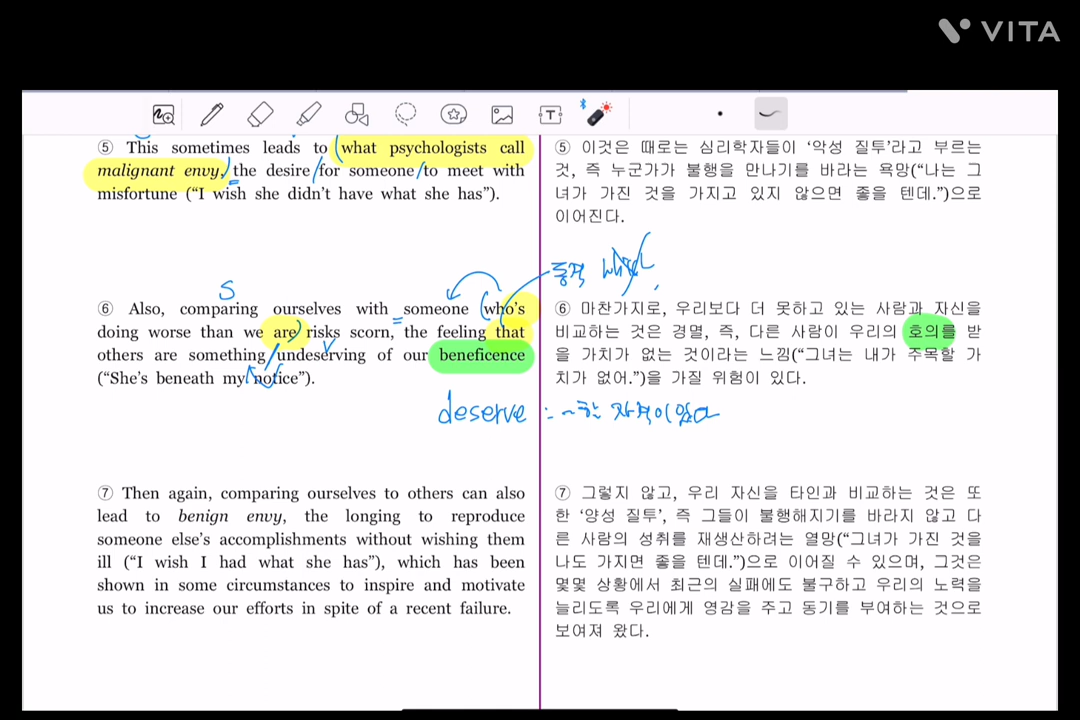 VITA
⑤ This sometimes leads to what psychologists call
malignant envy, the desire for someone to meet with
misfortune (“I wish she didn’t have what she has”).
⑤ 이것은 때로는 심리학자들이 ‘악성 질투’라고 부르는
것, 즉 누군가가 불행을 만나기를 바라는 욕망(“나는 그
녀가 가진 것을 가지고 있지 않으면 좋을 텐데.”)으로
이어진다.
S
동격
⑥ Also, comparing ourselves with someone who’s
doing worse than we are risks scorn, the feeling that
others are something undeserving of our beneficence
(“She’s beneath my notice”).
⑥ 마찬가지로, 우리보다 더 못하고 있는 사람과 자신을
비교하는 것은 경멸, 즉, 다른 사람이 우리의 호의를 받
을 가치가 없는 것이라는 느낌(“그녀는 내가 주목할 가
치가 없어.”)을 가질 위험이 있다.
deserve : ~할 자격이 있다
⑦ Then again, comparing ourselves to others can also
lead to benign envy, the longing to reproduce
someone else’s accomplishments without wishing them
ill (“I wish I had what she has”), which has been
shown in some circumstances to inspire and motivate
us to increase our efforts in spite of a recent failure.
⑦ 그렇지 않고, 우리 자신을 타인과 비교하는 것은 또
한 ‘양성 질투’, 즉 그들이 불행해지기를 바라지 않고 다
른 사람의 성취를 재생산하려는 열망(“그녀가 가진 것을
나도 가지면 좋을 텐데.”)으로 이어질 수 있으며, 그것은
몇몇 상황에서 최근의 실패에도 불구하고 우리의 노력을
늘리도록 우리에게 영감을 주고 동기를 부여하는 것으로
보여져 왔다.